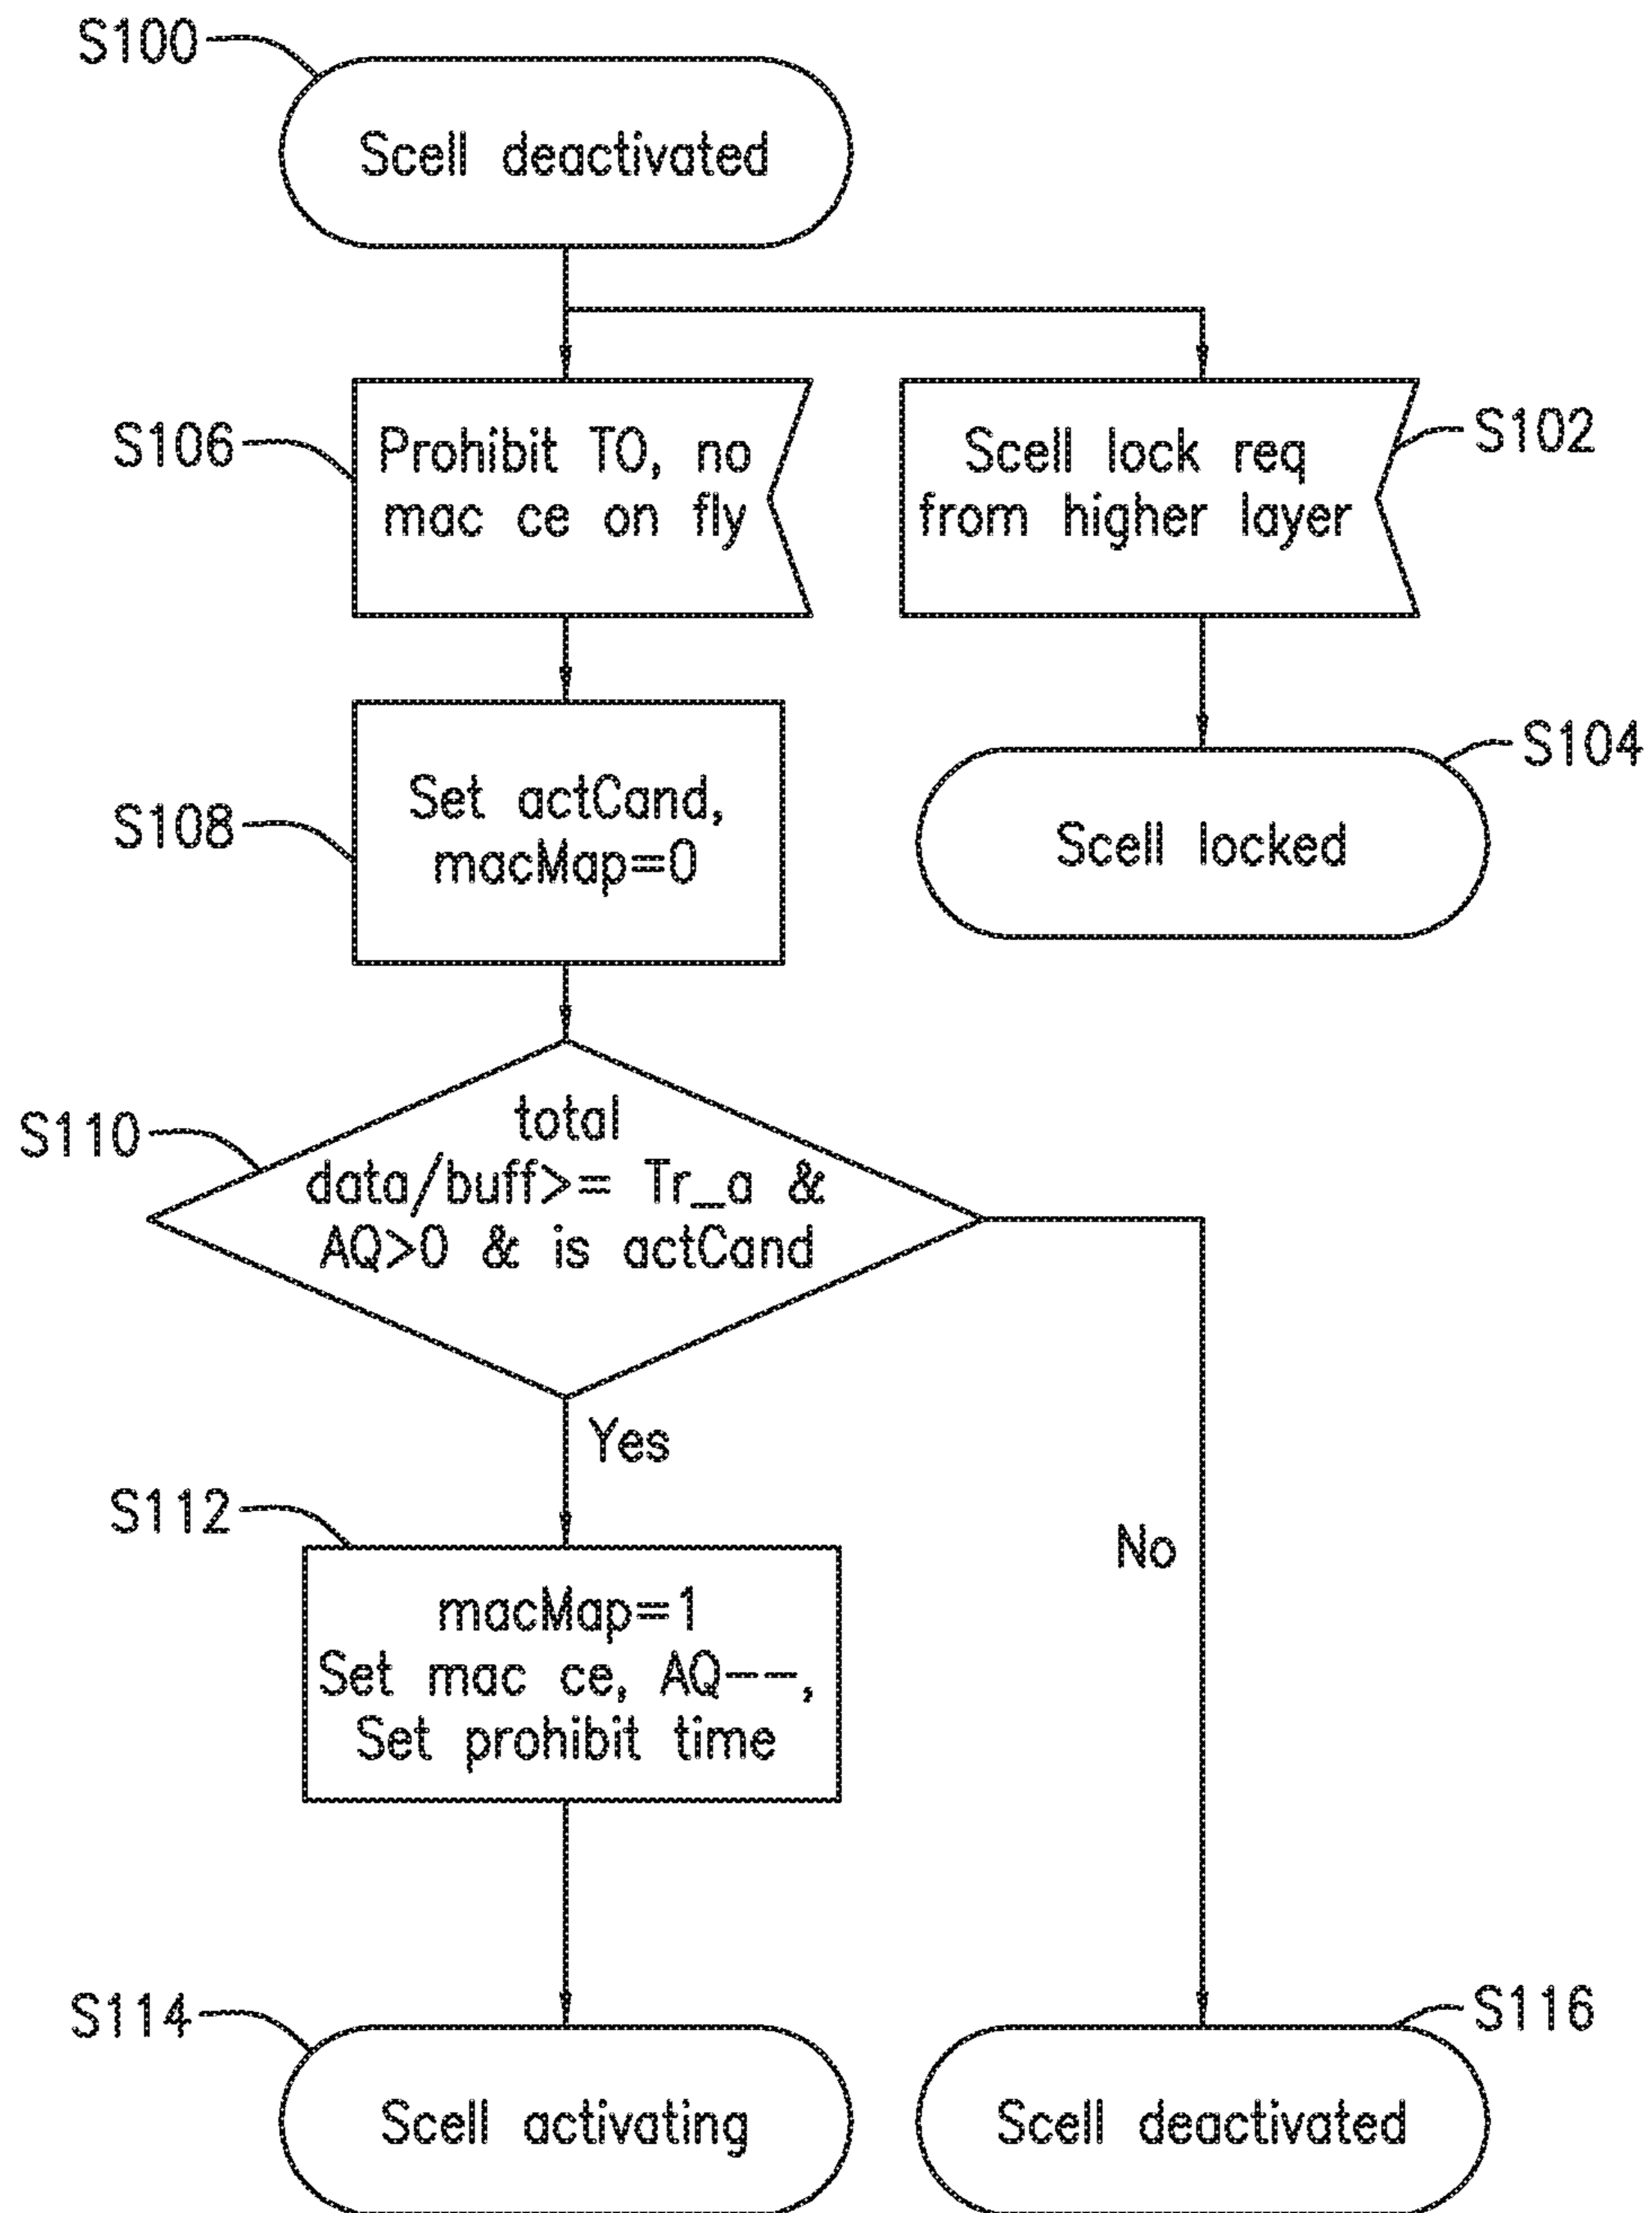 S100
Scell deactivated
S106
Prohibit TO, no
mac ce on fly
Scell lock req
from higher layer
S102
S108
Set actCand,
macMap=0
S104
Scell locked
S110
total
data/buff>= Tr_a &
AQ>0 & is actCand
Yes
No
S112
macMap=1
Set mac ce, AQ--,
Set prohibit time
S114
Scell activating
S116
Scell deactivated